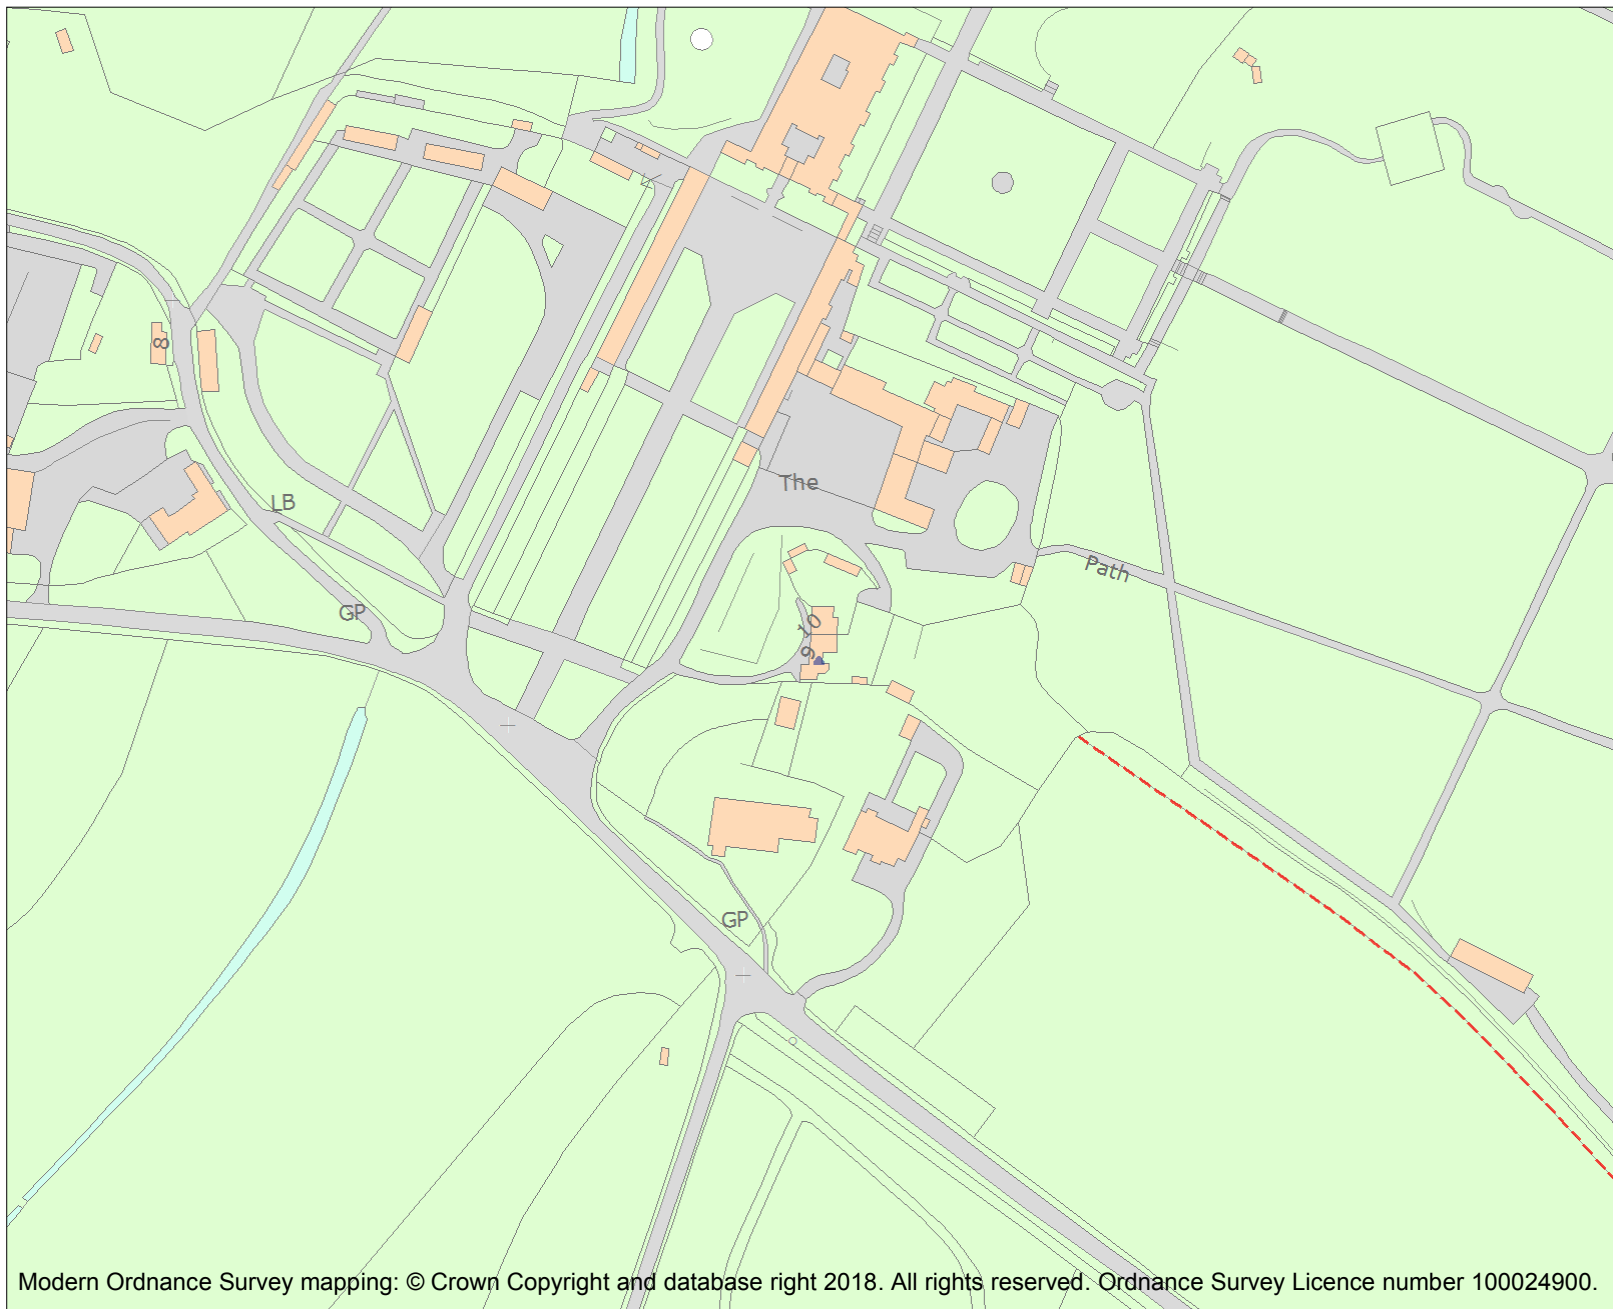 8
The
LB
Path
GP
10
9
GP
Modern Ordnance Survey mapping: © Crown Copyright and database right 2018. All rights reserved. Ordnance Survey Licence number 100024900.